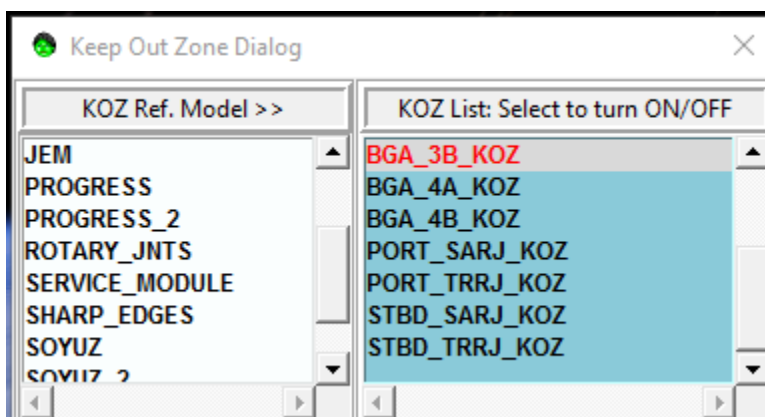 Keep Out Zone Dialog
KOZ Ref. Model >>
JEM
PROGRESS
PROGRESS_2
ROTARY_JNTS
SERVICE_MODULE
SHARP_EDGES
SOYUZ
SOYUZ_2
KOZ List: Select to turn ON/OFF
BGA_3B_KOZ
BGA_4A_KOZ
BGA_4B_KOZ
PORT_SARJ_KOZ
PORT_TRRJ_KOZ
STBD_SARJ_KOZ
STBD_TRRJ_KOZ